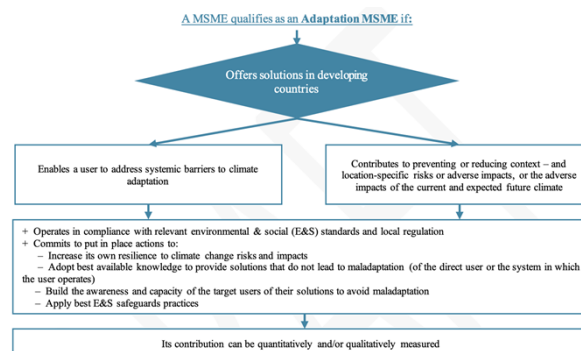 A MSME qualifies as an Adaptation MSME if:
Offers solutions in developing
countries
Enables a user to address systemic barriers to climate
adaptation
Contributes to preventing or reducing context – and
location-specific risks or adverse impacts, or the adverse
impacts of the current and expected future climate
+ Operates in compliance with relevant environmental & social (E&S) standards and local regulation
+ Commits to put in place actions to:
– Increase its own resilience to climate change risks and impacts
– Adopt best available knowledge to provide solutions that do not lead to maladaptation (of the direct user or the system in which
the user operates)
– Build the awareness and capacity of the target users of their solutions to avoid maladaptation
– Apply best E&S safeguards practices
Its contribution can be quantitatively and/or qualitatively measured